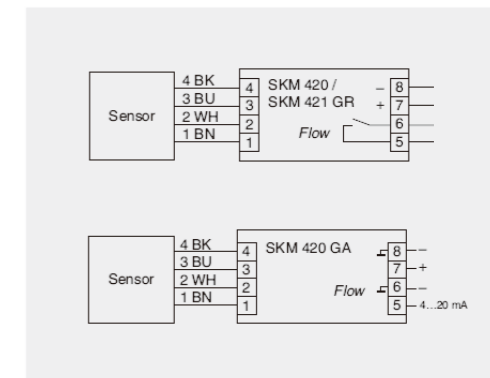 4 BK 4 SKM 420 / – 8
3 BU 3 SKM 421 GR + 7
Sensor 2 WH 2 Flow 6
1 BN 1 5
4 BK 4 SKM 420 GA 8 –
3 BU 3 7 +
Sensor 2 WH 2 Flow 6 –
1 BN 1 5 4...20 mA